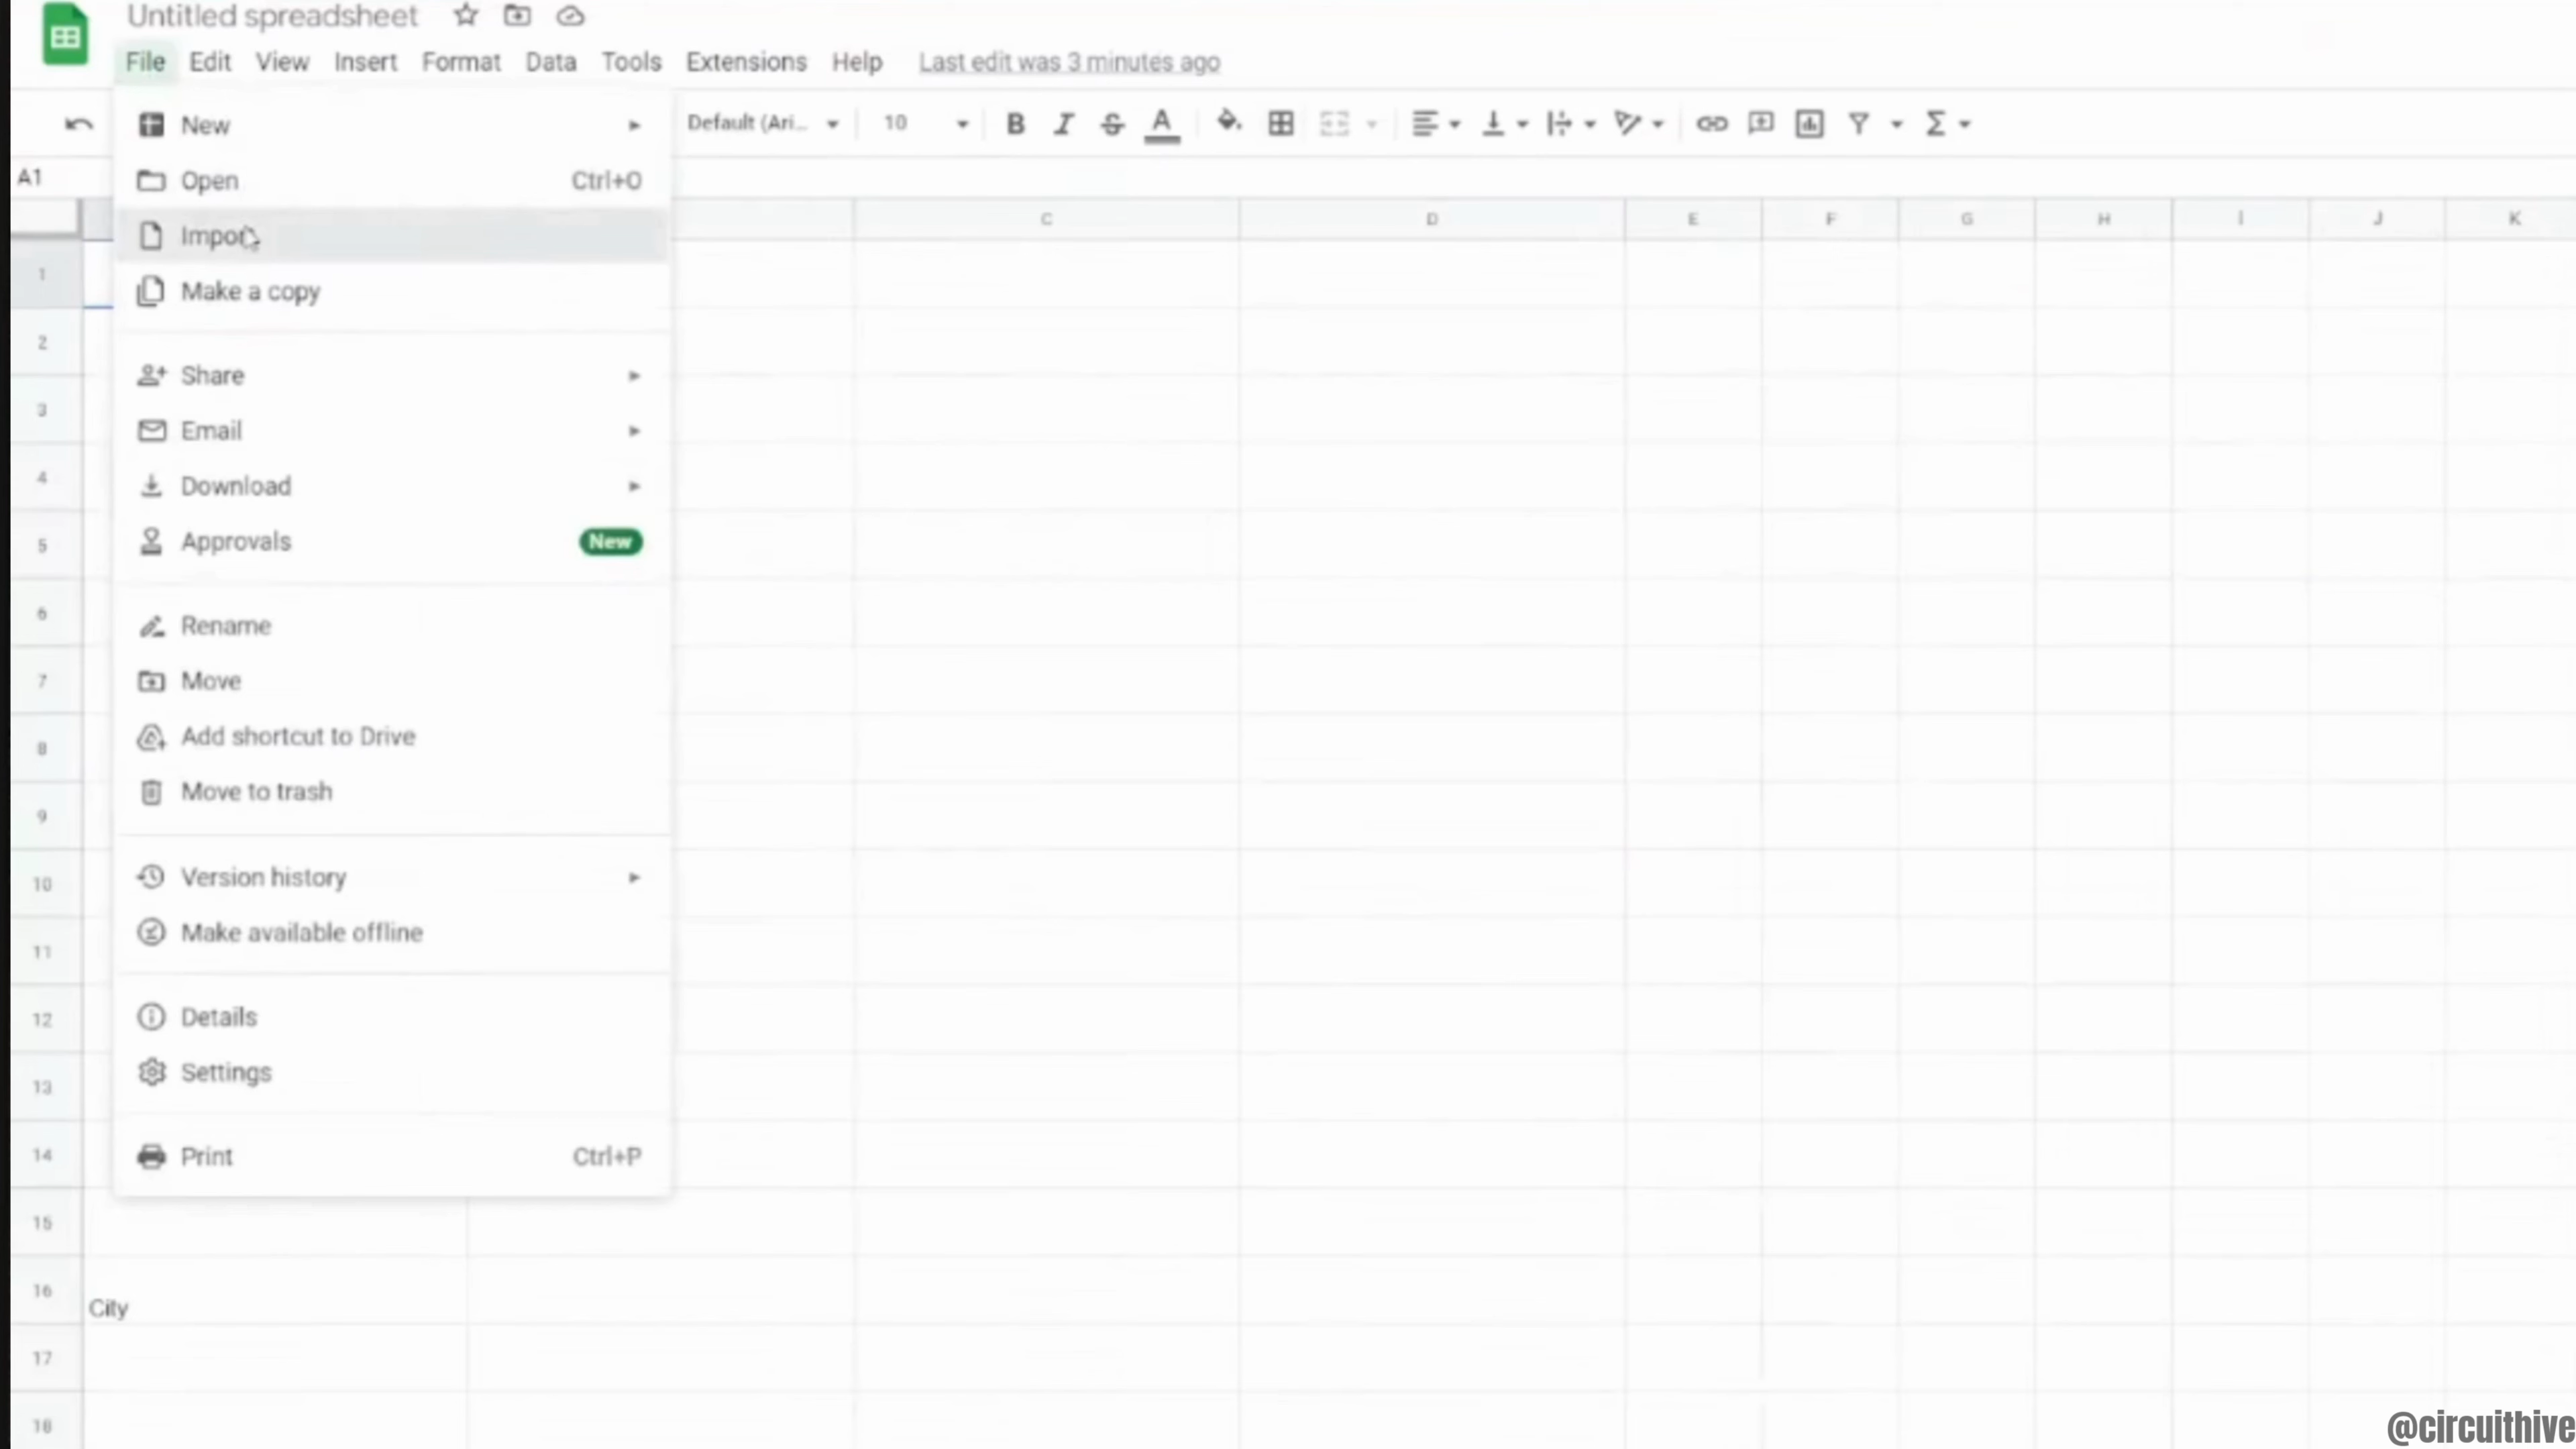 Untitled spreadsheet
File Edit View Insert Format Data Tools Extensions Help Last edit was 3 minutes ago
Default (Ari... 10 B I S A
A1
New
Open Ctrl+O
Import
Make a copy
Share
Email
Download
Approvals New
Rename
Move
Add shortcut to Drive
Move to trash
Version history
Make available offline
Details
Settings
Print Ctrl+P
C D E F G H I J K
1
2
3
4
5
6
7
8
9
10
11
12
13
14
15
16 City
17
18
@circuithive